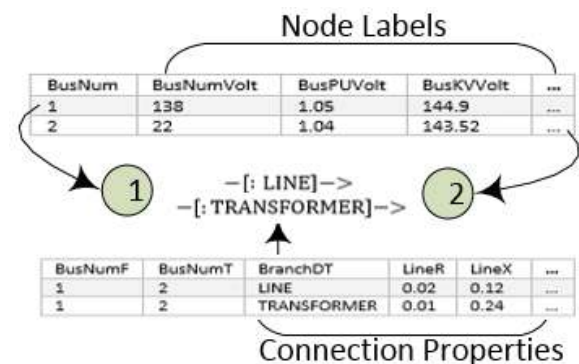 Node Labels
BusNum BusNumVolt BusPUVolt BusKVVolt ...
1 138 1.05 144.9 ...
2 22 1.04 143.52 ...
1 −[: LINE]−> 2
−[: TRANSFORMER]−>
BusNumF BusNumT BranchDT LineR LineX ...
1 2 LINE 0.02 0.12 ...
1 2 TRANSFORMER 0.01 0.24 ...
Connection Properties